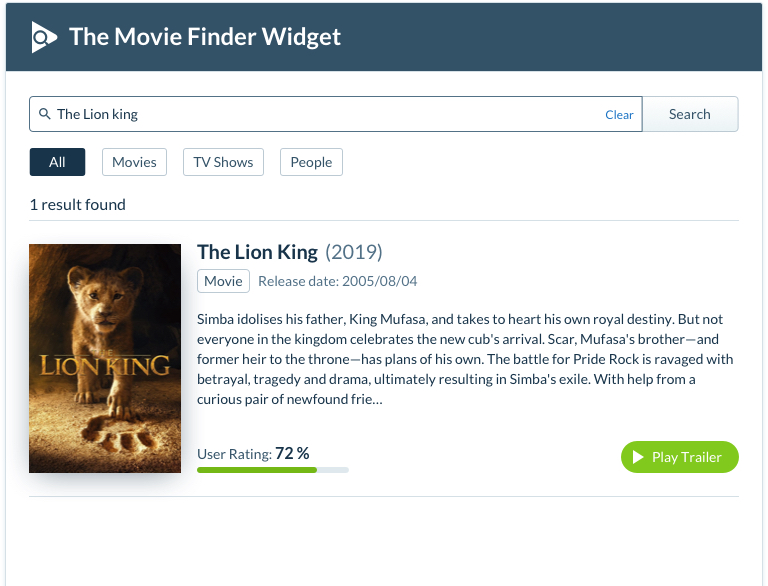 The Movie Finder Widget
The Lion king
Clear
Search
All
Movies
TV Shows
People
1 result found
The Lion King (2019)
Movie
Release date: 2005/08/04
Simba idolises his father, King Mufasa, and takes to heart his own royal destiny. But not
everyone in the kingdom celebrates the new cub's arrival. Scar, Mufasa's brother—and
former heir to the throne—has plans of his own. The battle for Pride Rock is ravaged with
betrayal, tragedy and drama, ultimately resulting in Simba's exile. With help from a
curious pair of newfound frie...
THE LION KING
User Rating: 72 %
Play Trailer